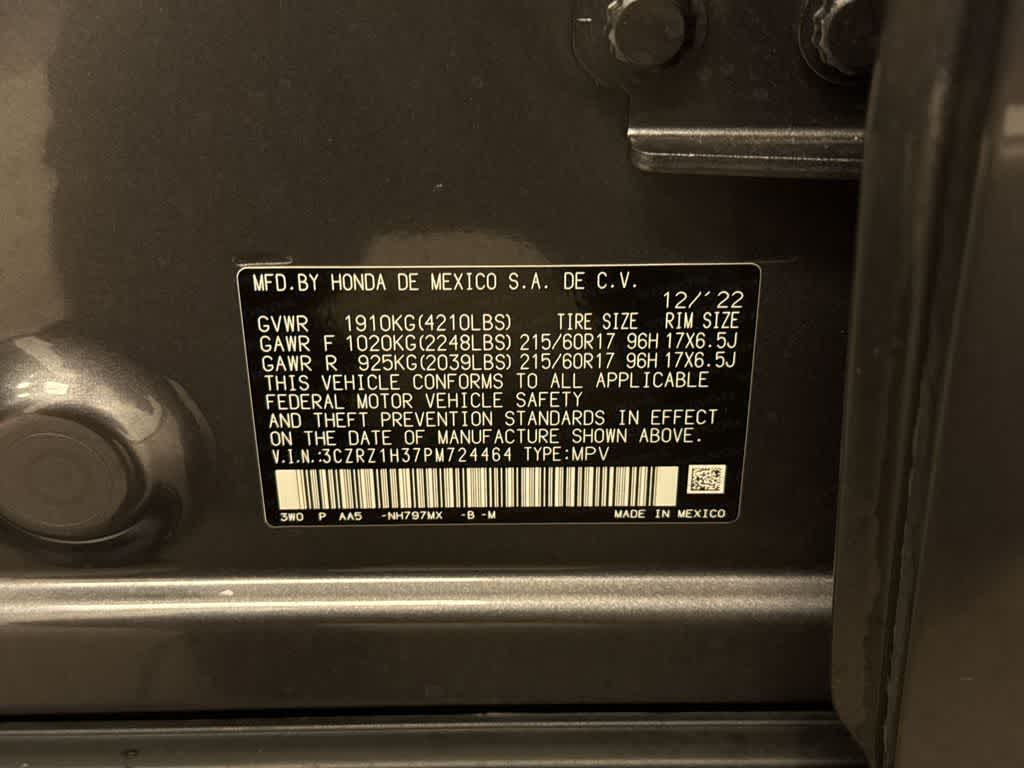 MFD.BY HONDA DE MEXICO S.A. DE C.V.
12/'22
GVWR 1910KG(4210LBS) TIRE SIZE RIM SIZE
GAWR F 1020KG(2248LBS) 215/60R17 96H 17X6.5J
GAWR R 925KG(2039LBS) 215/60R17 96H 17X6.5J
THIS VEHICLE CONFORMS TO ALL APPLICABLE
FEDERAL MOTOR VEHICLE SAFETY
AND THEFT PREVENTION STANDARDS IN EFFECT
ON THE DATE OF MANUFACTURE SHOWN ABOVE.
V.I.N.:3CZRZ1H37PM724464 TYPE:MPV
3W0 P AA5 -NH797MX -B -M MADE IN MEXICO